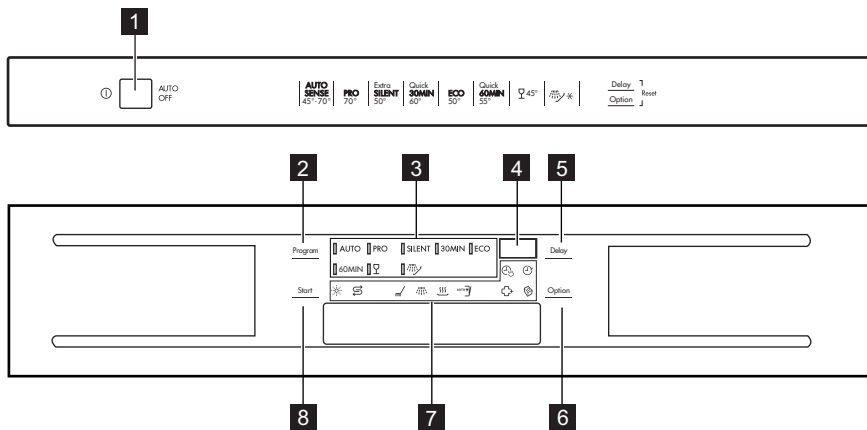 1
AUTO
OFF
AUTO
SENSE
45°-70°
PRO
70°
Extra
SILENT
50°
Quick
30MIN
60°
ECO
50°
Quick
60MIN
55°
45°
Delay
Option
Reset
2
3
4
5
Program
AUTO PRO SILENT 30MIN ECO
Delay
60MIN
Start
AUTO
Option
8
7
6